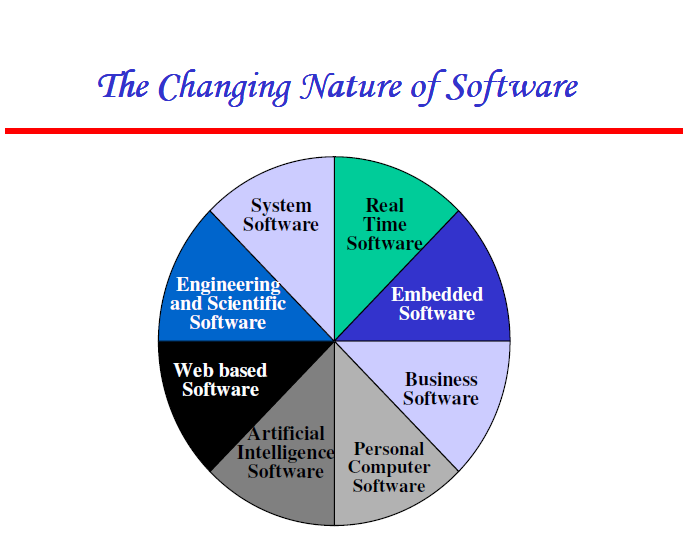 The Changing Nature of Software
System
Software
Real
Time
Software
Engineering
and Scientific
Software
Embedded
Software
Web based
Software
Business
Software
Artificial
Intelligence
Software
Personal
Computer
Software